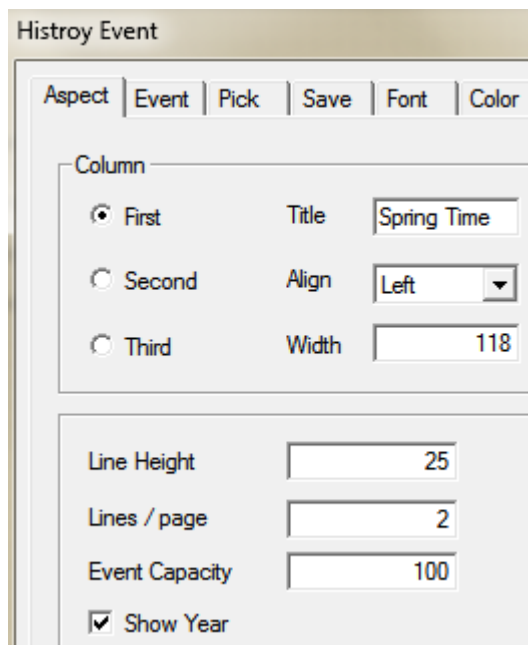 Histroy Event
Aspect Event Pick Save Font Color
Column
First Title Spring Time
Second Align Left
Third Width 118
Line Height 25
Lines / page 2
Event Capacity 100
Show Year